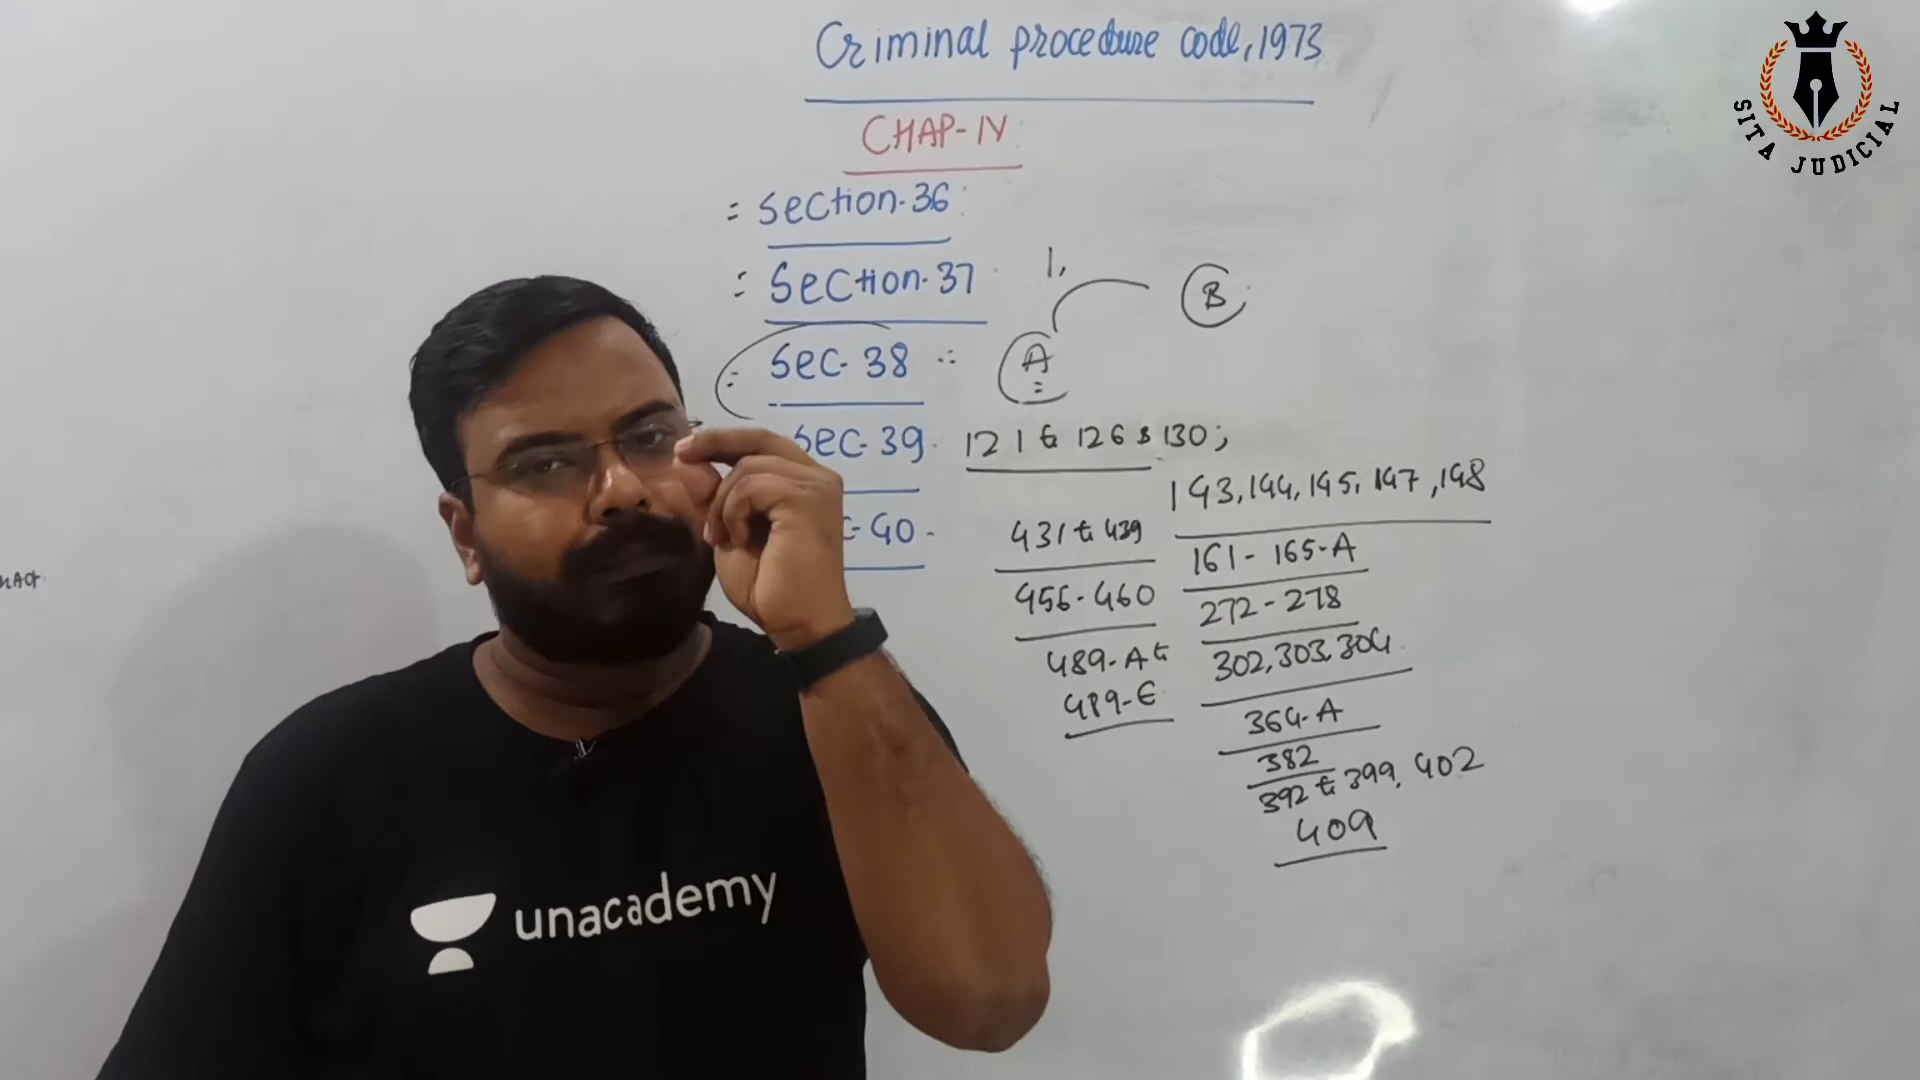 Criminal procedure code, 1973
CHAP-IV
= Section-36
: Section-37
1,
B
: Sec-38
A
Sec-39. 121 to 126 & 130;
143, 144, 145, 147, 148
-40-
431 to 439
161 - 165-A
456-460
272-278
489-A to
489-E
302, 303, 304
364-A
382
392 to 399, 402
409
unacademy
SITA JUDICIAL